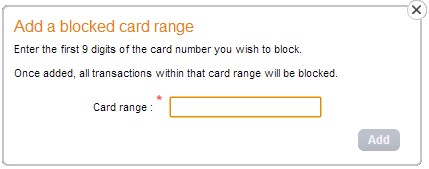 Add a blocked card range
Enter the first 9 digits of the card number you wish to block.
Once added, all transactions within that card range will be blocked.
Card range : *
Add